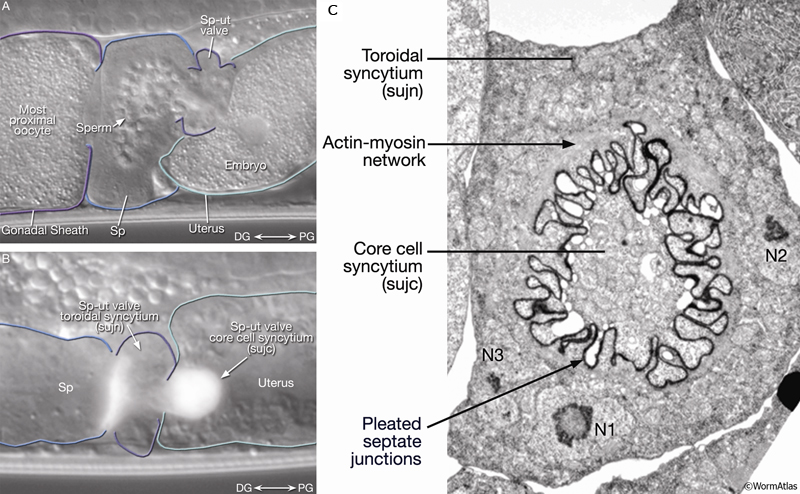 A
Sp-ut
valve
Most
proximal
oocyte
Sperm
Embryo
Gonadal Sheath
Sp
Uterus
DG PG
B
Sp-ut valve
toroidal syncytium
(sujn)
Sp-ut valve
core cell syncytium
(sujc)
Sp
Uterus
DG PG
C
Toroidal
syncytium
(sujn)
Actin-myosin
network
Core cell
syncytium
(sujc)
Pleated
septate
junctions
N2
N3
N1
©WormAtlas